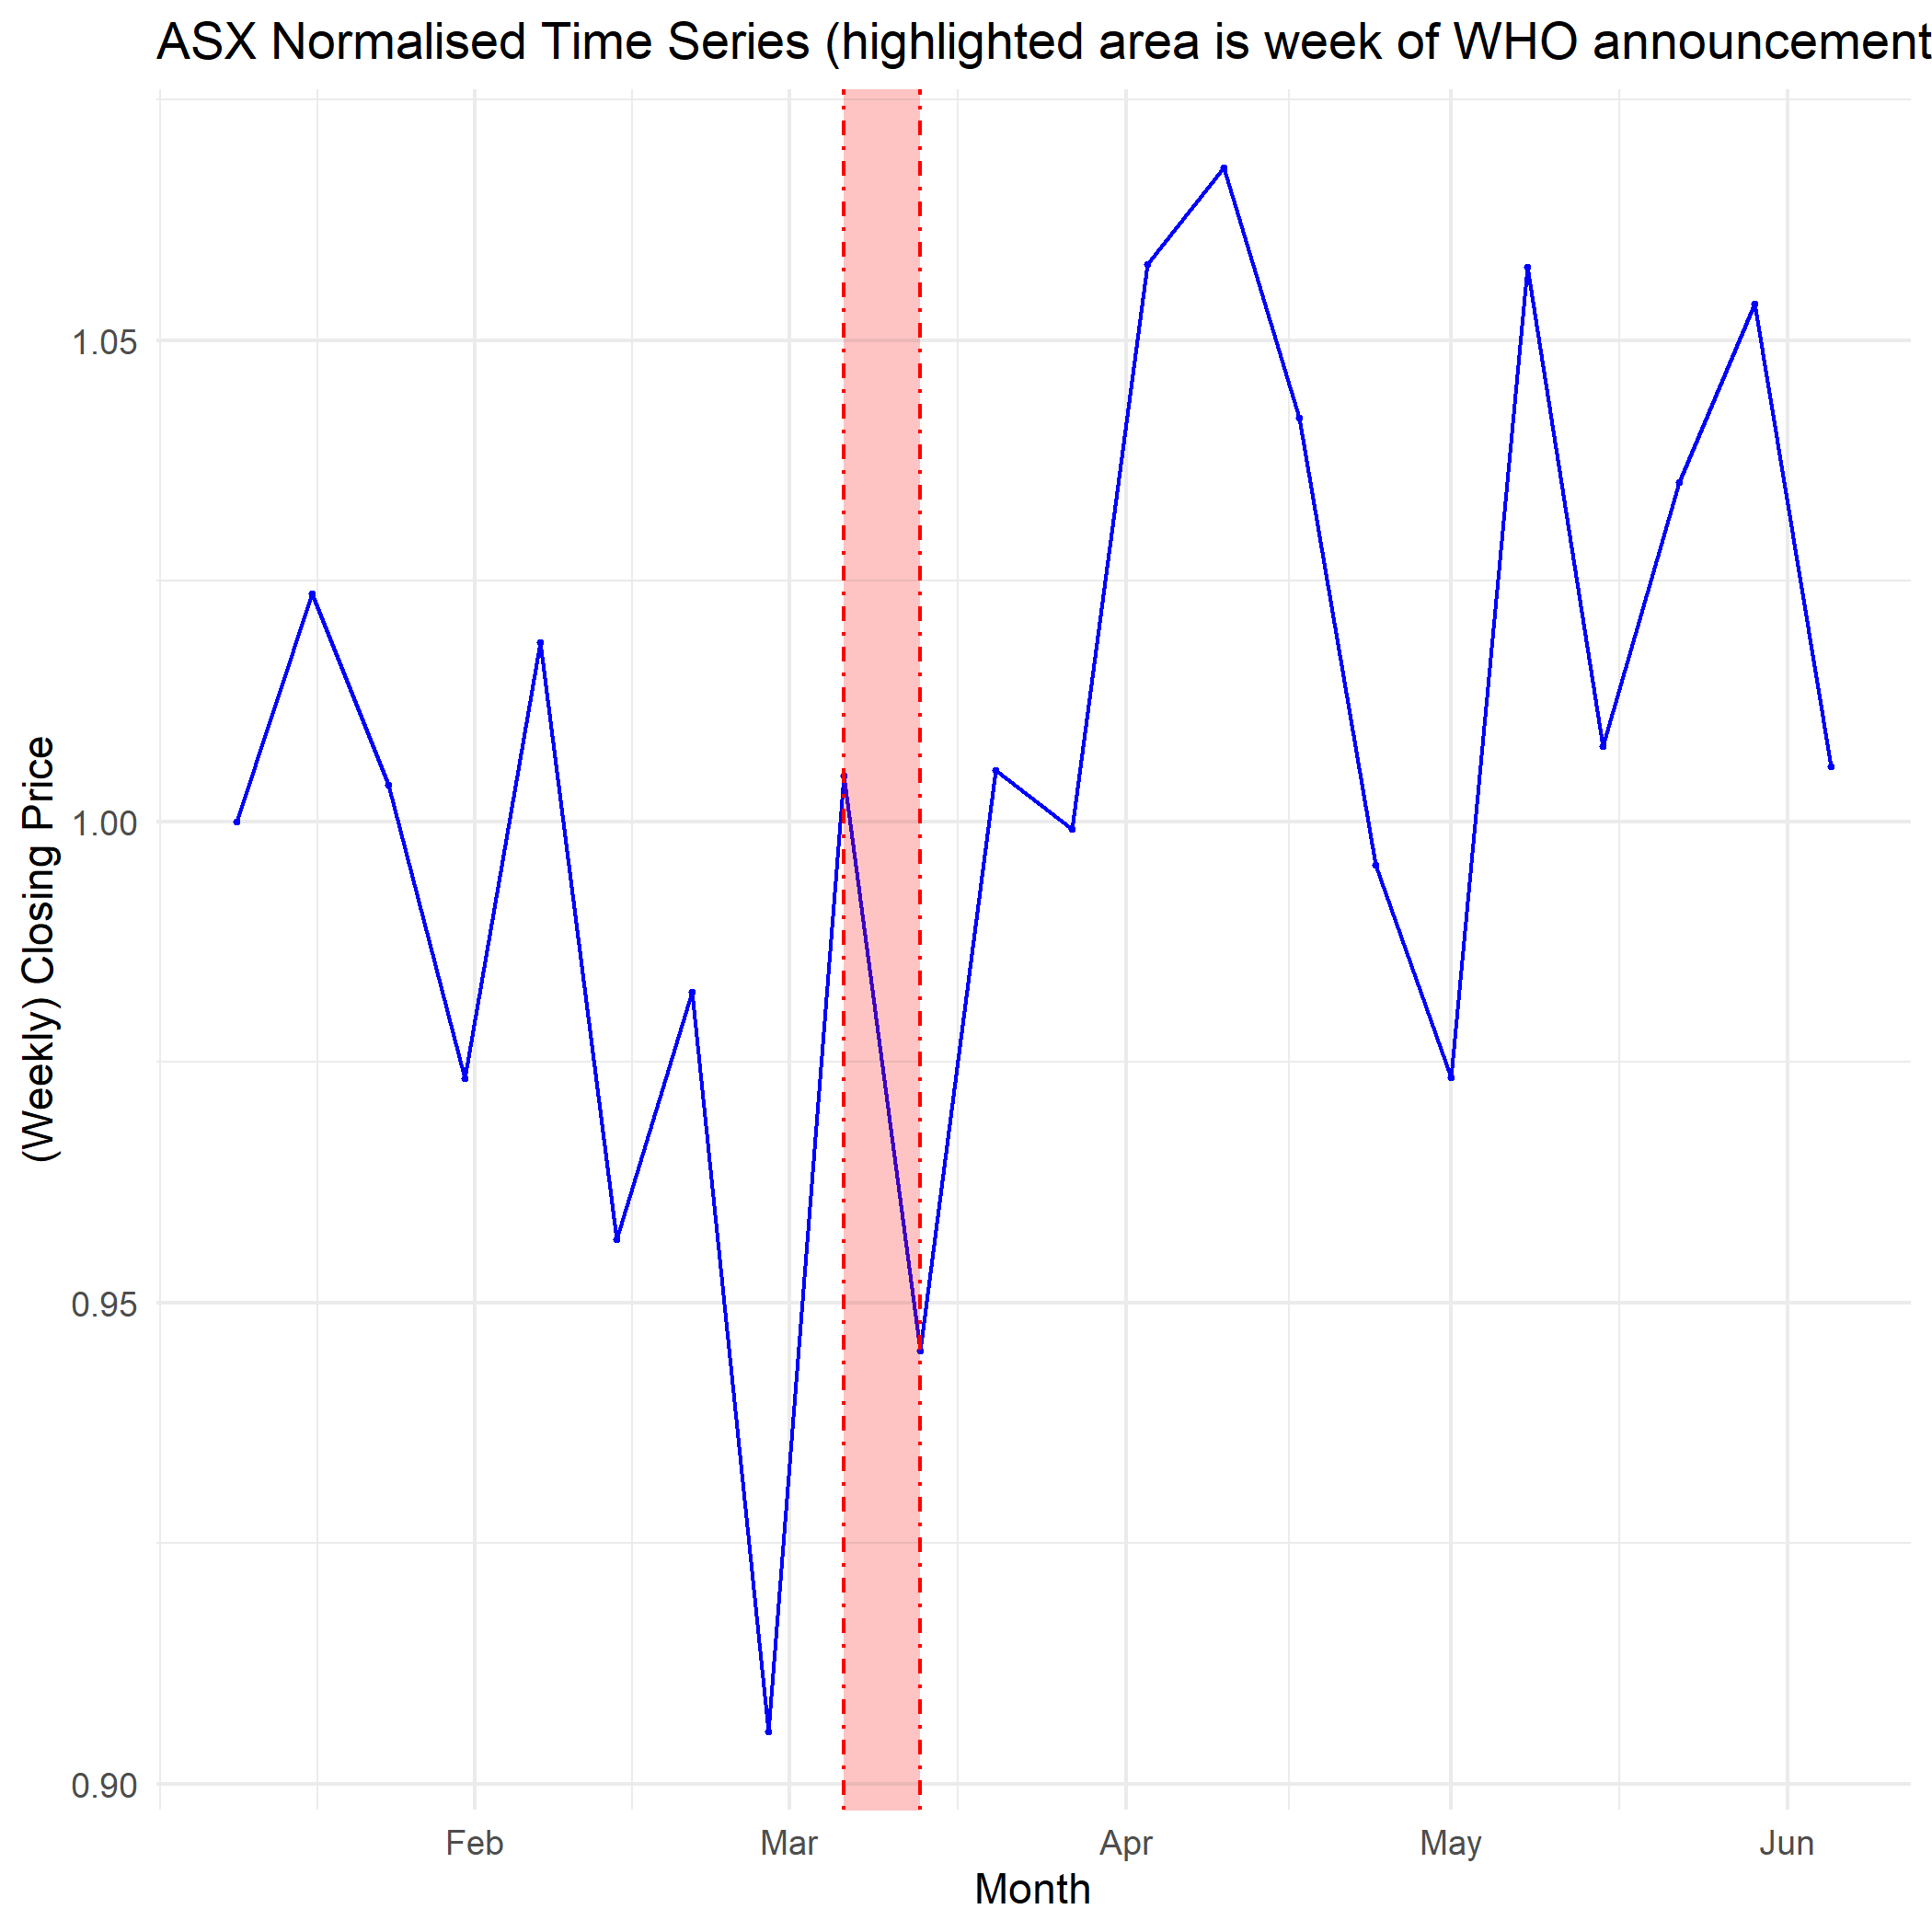 ASX Normalised Time Series (highlighted area is week of WHO announcement
(Weekly) Closing Price
1.05
1.00
0.95
0.90
Feb Mar Apr May Jun
Month